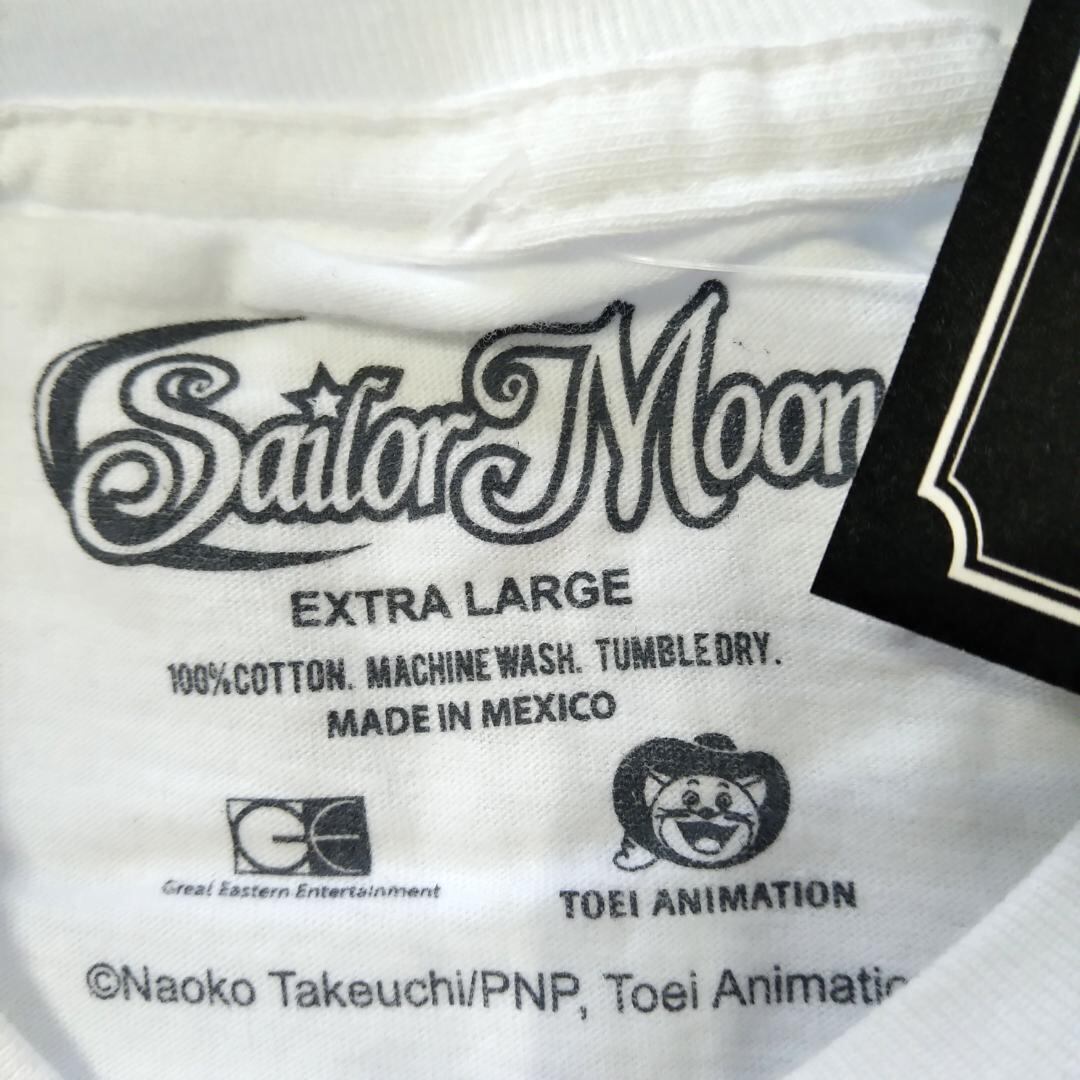 Sailor Moon
EXTRA LARGE
100% COTTON. MACHINE WASH. TUMBLE DRY.
MADE IN MEXICO
GE
Great Eastern Entertainment
TOEI ANIMATION
©Naoko Takeuchi/PNP, Toei Animatio